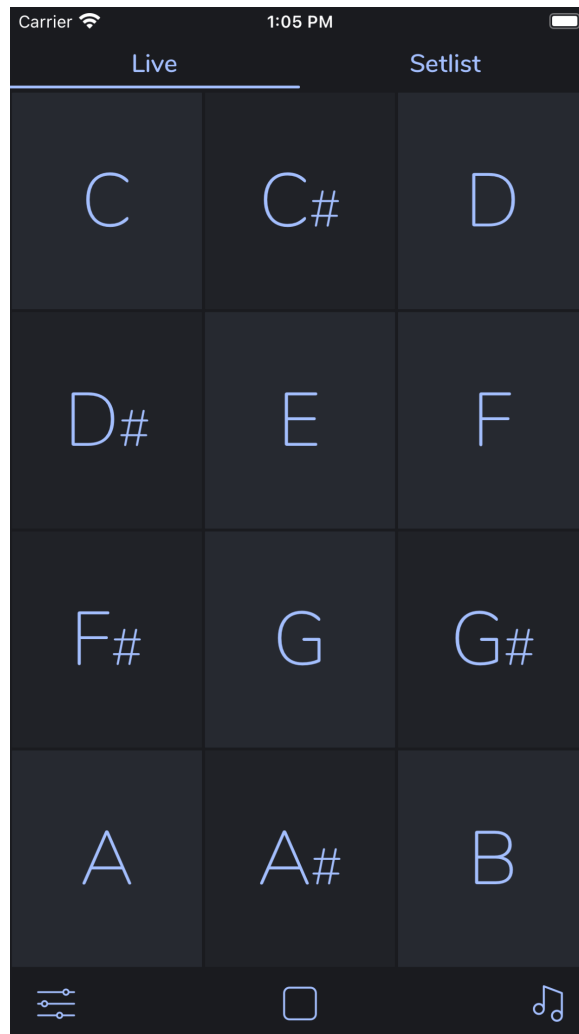 Carrier 1:05 PM
Live Setlist
C C# D
D# E F
F# G G#
A A# B